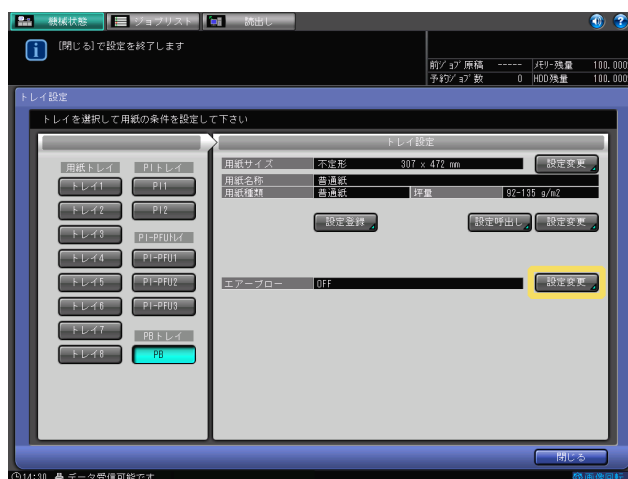 機械状態 ジョブリスト 読出し
[閉じる]で設定を終了します
前ジョブ原稿 ----- メモリー残量 100.000
予約ジョブ数 0 HDD残量 100.000
トレイ設定
トレイを選択して用紙の条件を設定して下さい
トレイ設定
用紙トレイ PIトレイ
トレイ1 PI1
トレイ2 PI2
トレイ3 PI-PFUトレイ
トレイ4 PI-PFU1
トレイ5 PI-PFU2
トレイ6 PI-PFU3
トレイ7 PBトレイ
トレイ8 PB
用紙サイズ 不定形 307 x 472 mm 設定変更
用紙名称 普通紙
用紙種類 普通紙 坪量 92-135 g/m2
設定登録 設定呼出し 設定変更
エアーブロー OFF 設定変更
閉じる
14:30 データ受信可能です 画像回転